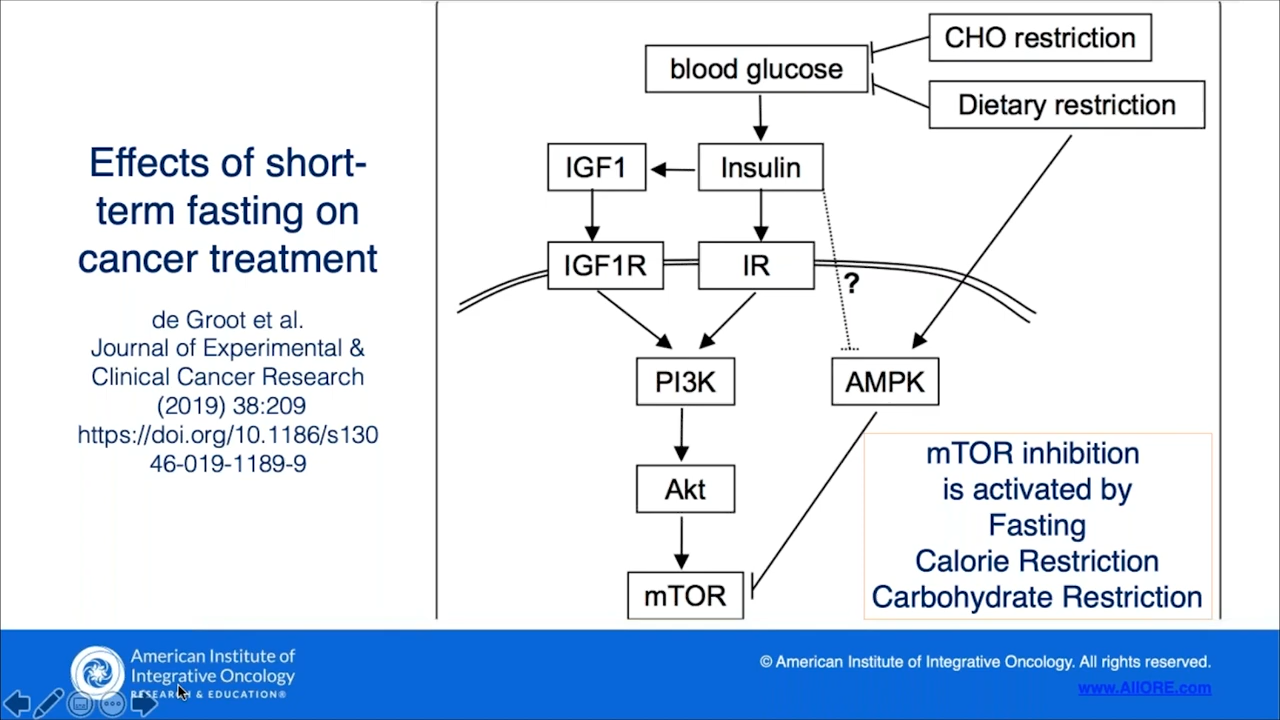 Effects of short-
term fasting on
cancer treatment
de Groot et al.
Journal of Experimental &
Clinical Cancer Research
(2019) 38:209
https://doi.org/10.1186/s130
46-019-1189-9
CHO restriction
blood glucose
Dietary restriction
IGF1
Insulin
IGF1R
IR
?
PI3K
AMPK
Akt
mTOR
mTOR inhibition
is activated by
Fasting
Calorie Restriction
Carbohydrate Restriction
American Institute of
Integrative Oncology
RESEARCH & EDUCATION®
© American Institute of Integrative Oncology. All rights reserved.
www.AIIORE.com